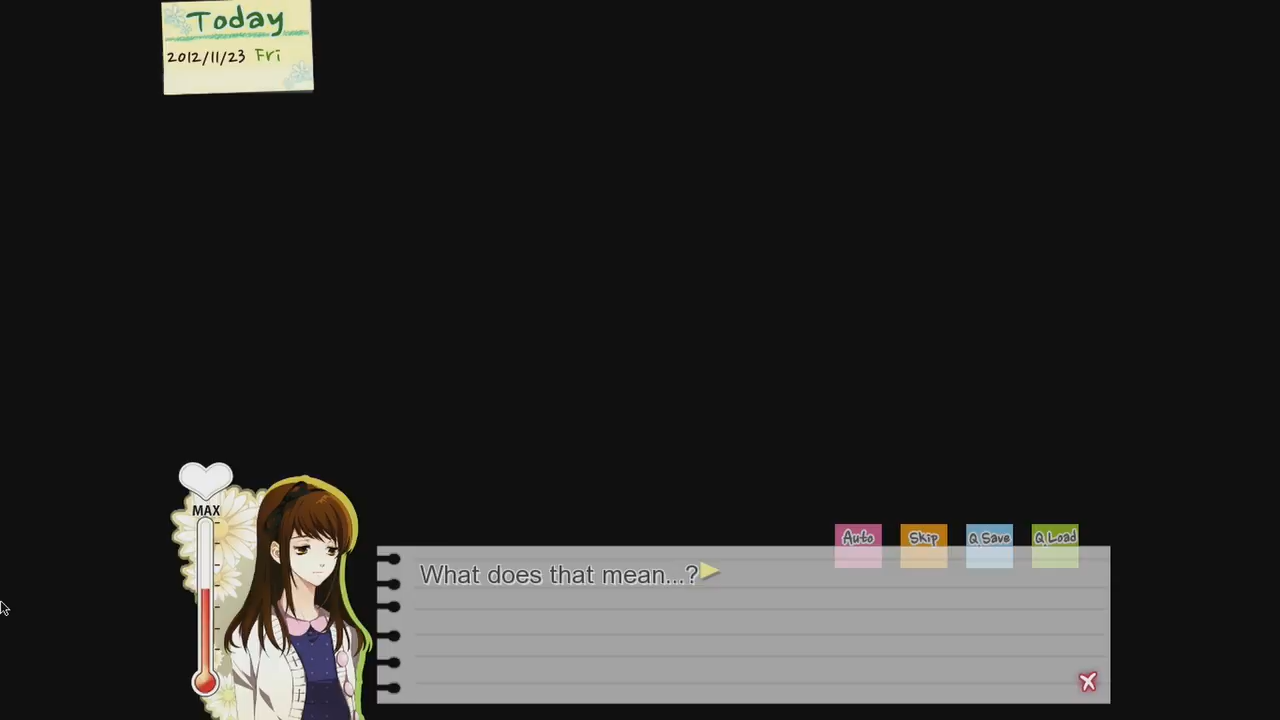 Today
2012/11/23 Fri
MAX
Auto Skip Q.Save Q.Load
What does that mean...?